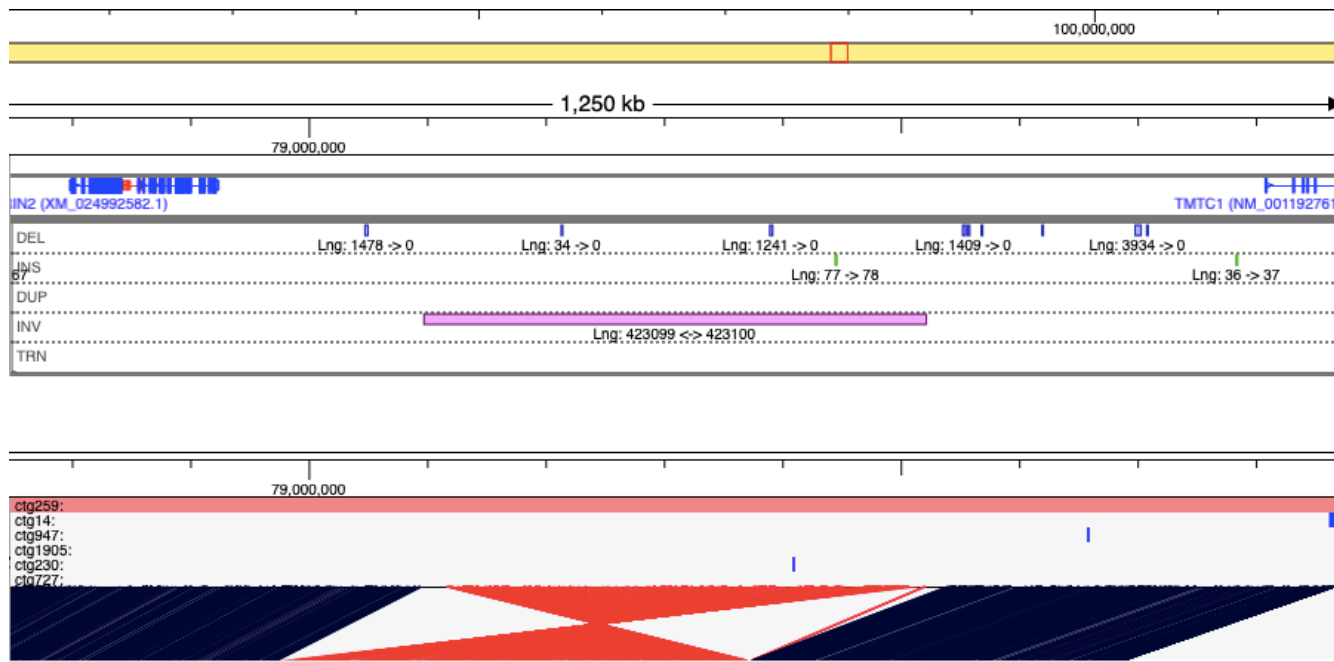 100,000,000
1,250 kb
79,000,000
IN2 (XM_024992582.1)
TMTC1 (NM_001192761
DEL
Lng: 1478 -> 0
Lng: 34 -> 0
Lng: 1241 -> 0
Lng: 1409 -> 0
Lng: 3934 -> 0
INS
67
Lng: 77 -> 78
Lng: 36 -> 37
DUP
INV
Lng: 423099 <-> 423100
TRN
79,000,000
ctg259:
ctg14:
ctg947:
ctg1905:
ctg230:
ctg727: